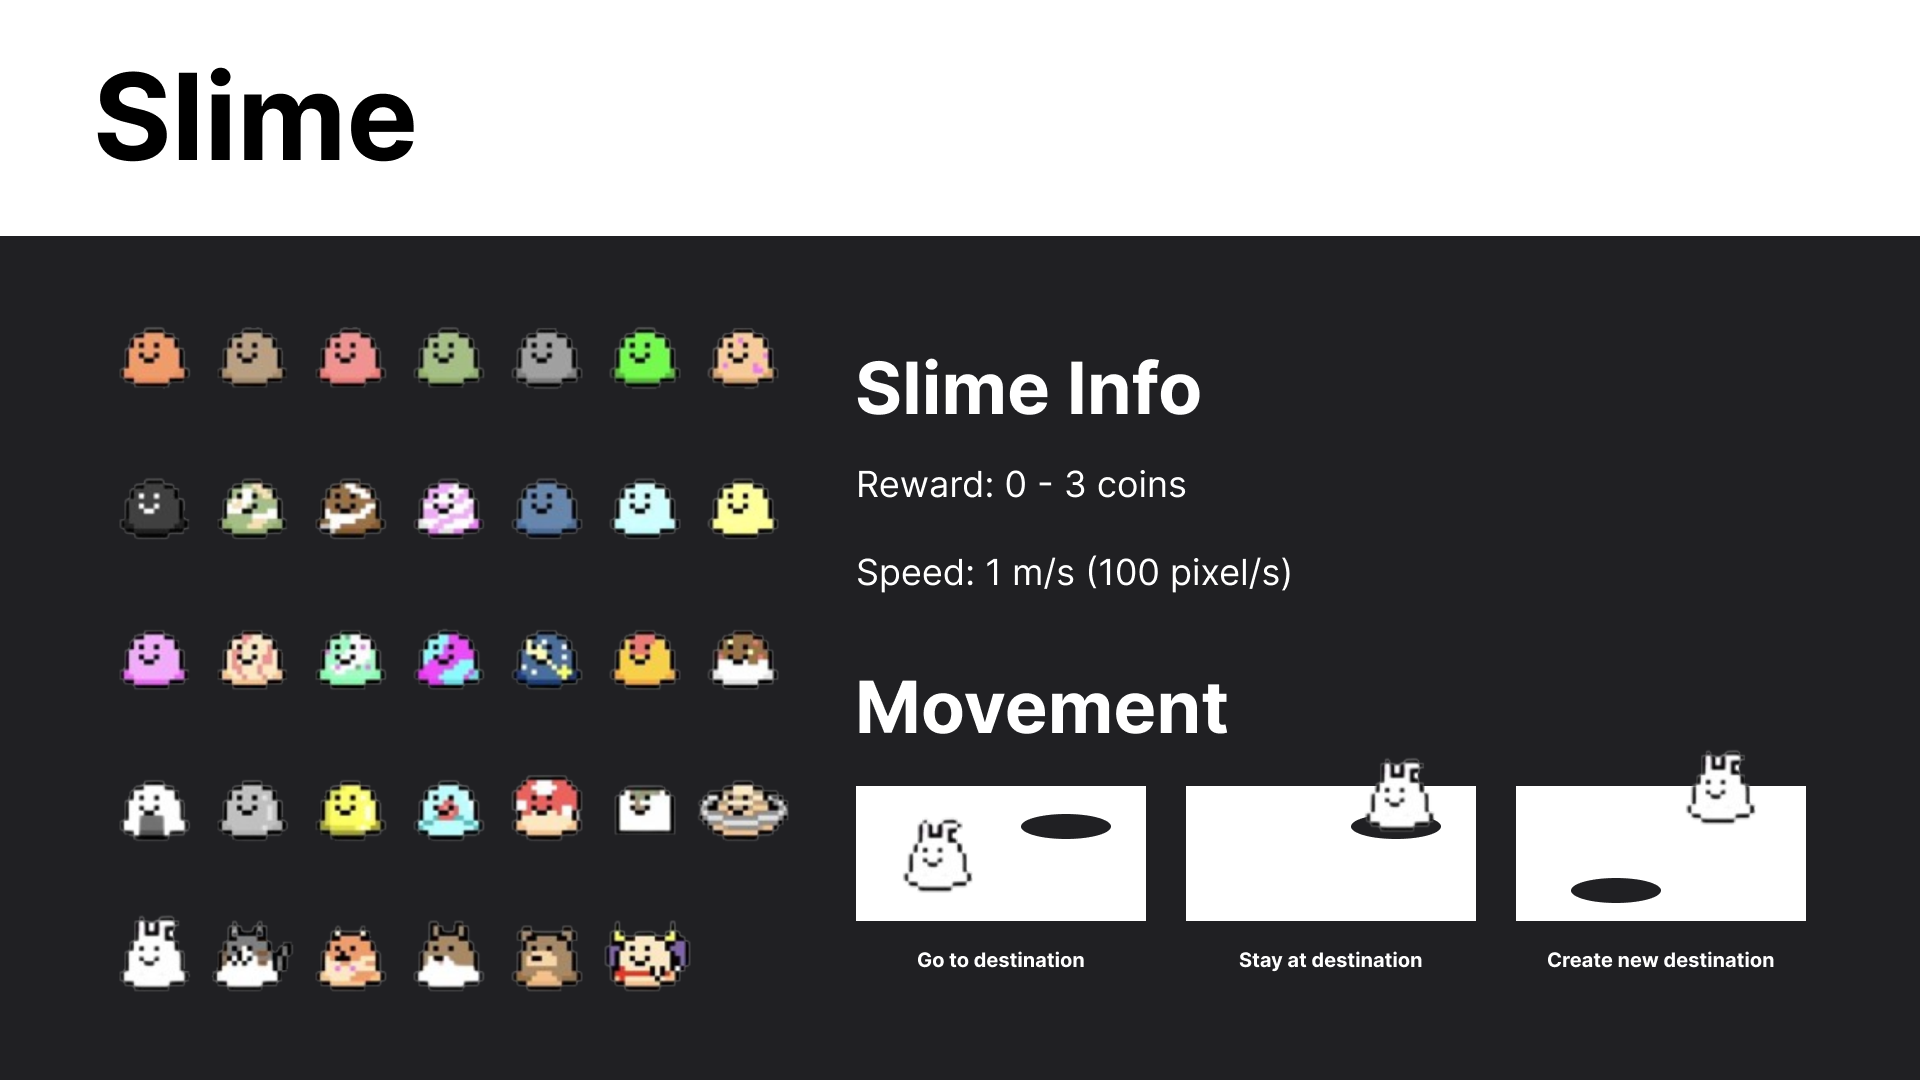 Slime
Slime Info
Reward: 0 - 3 coins
Speed: 1 m/s (100 pixel/s)
Movement
Go to destination
Stay at destination
Create new destination